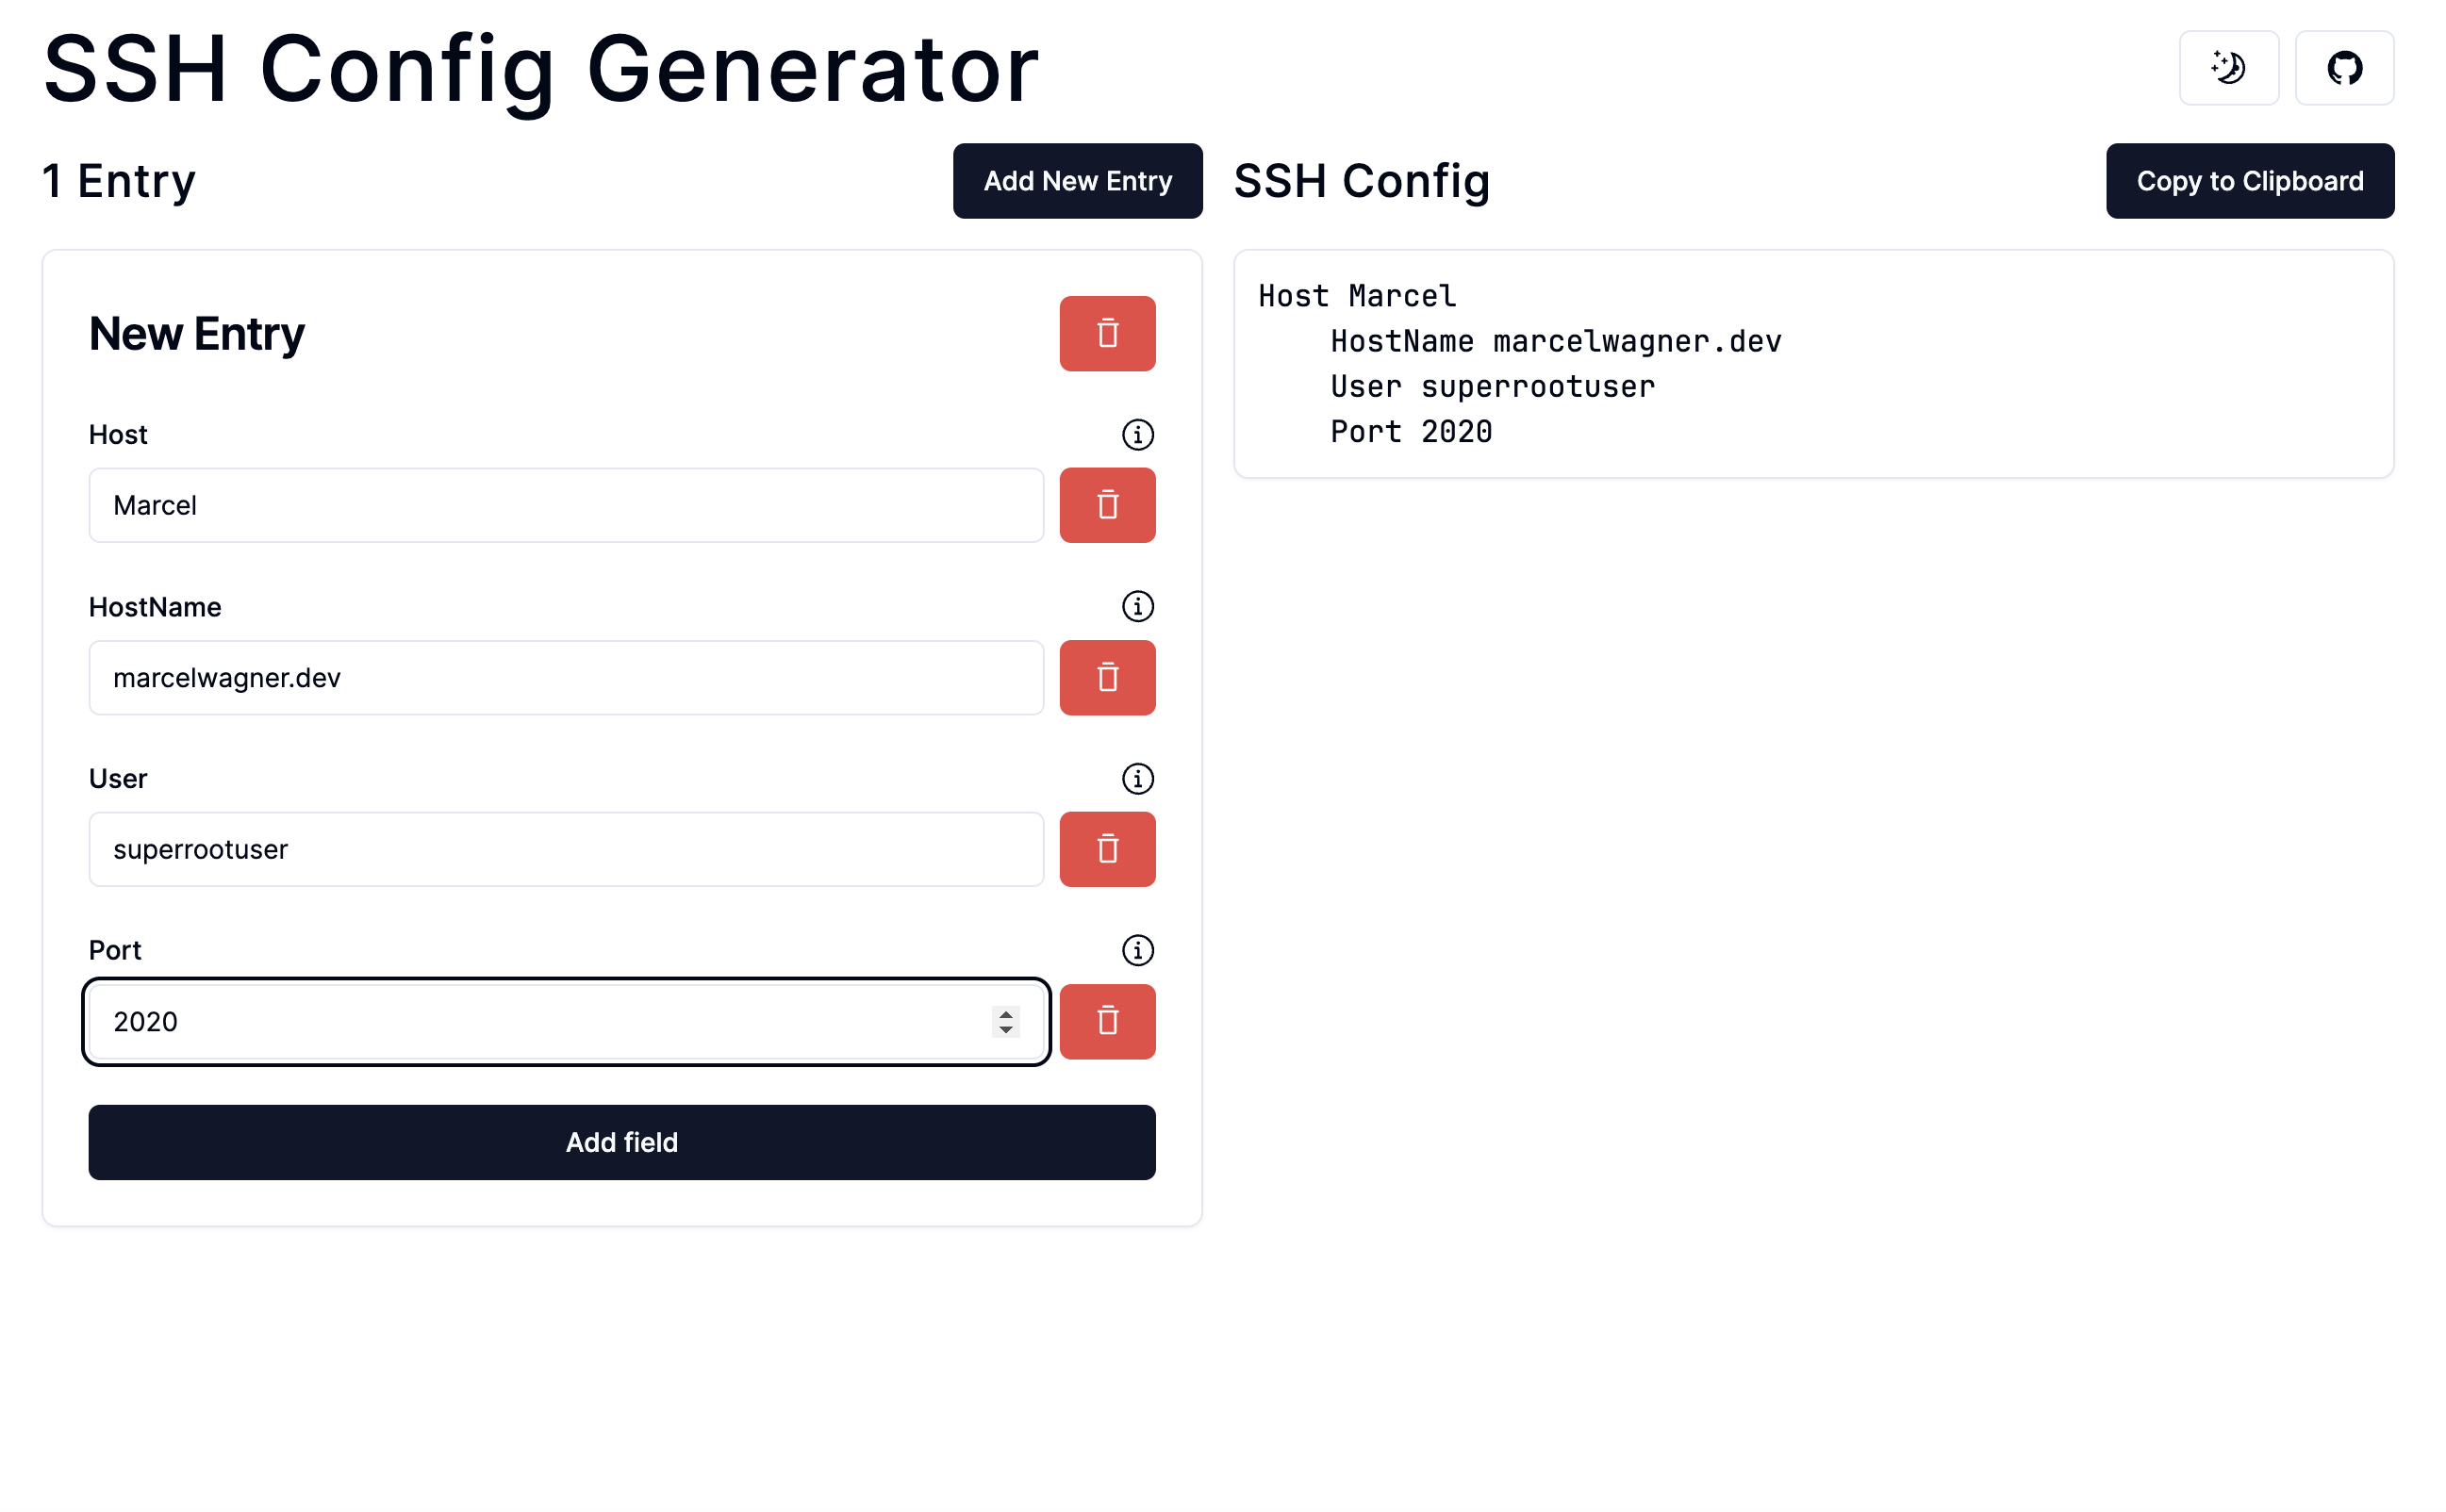 SSH Config Generator
1 Entry
Add New Entry
New Entry
Host
Marcel
HostName
marcelwagner.dev
User
superrootuser
Port
2020
Add field
SSH Config
Copy to Clipboard
Host Marcel
    HostName marcelwagner.dev
    User superrootuser
    Port 2020